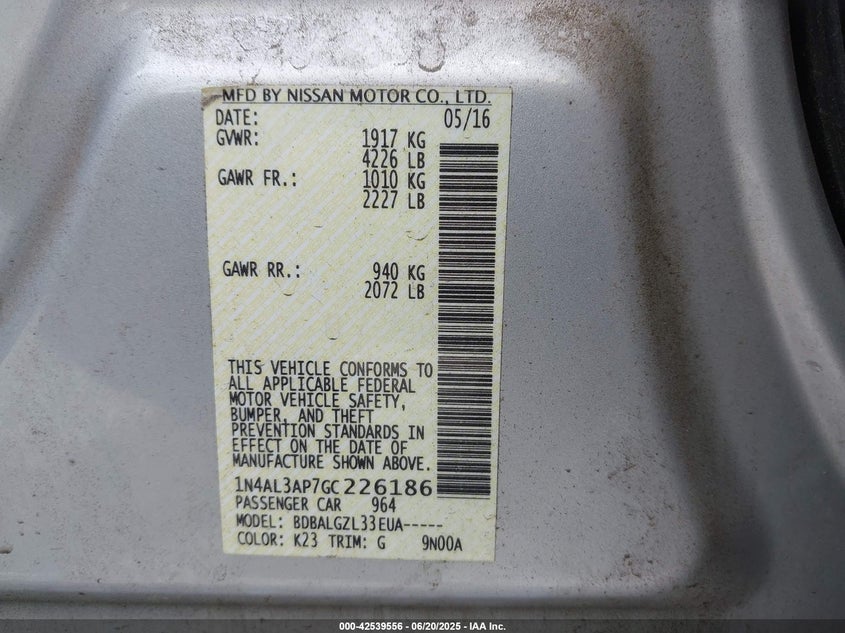 MFD BY NISSAN MOTOR CO., LTD.
DATE: 05/16
GVWR: 1917 KG
4226 LB
GAWR FR.: 1010 KG
2227 LB
GAWR RR.: 940 KG
2072 LB
THIS VEHICLE CONFORMS TO
ALL APPLICABLE FEDERAL
MOTOR VEHICLE SAFETY,
BUMPER, AND THEFT
PREVENTION STANDARDS IN
EFFECT ON THE DATE OF
MANUFACTURE SHOWN ABOVE.
1N4AL3AP7GC226186
PASSENGER CAR 964
MODEL: BDBALGZL33EUA-----
COLOR: K23 TRIM: G 9N00A
000-42539556 - 06/20/2025 - IAA Inc.